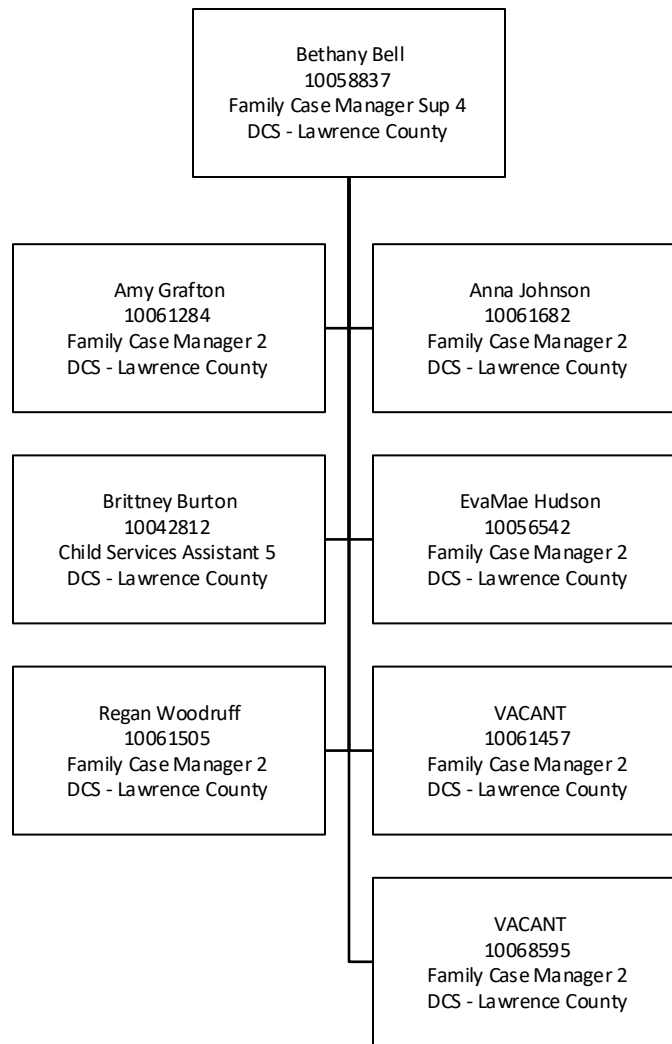 Bethany Bell
10058837
Family Case Manager Sup 4
DCS - Lawrence County
Amy Grafton
10061284
Family Case Manager 2
DCS - Lawrence County
Anna Johnson
10061682
Family Case Manager 2
DCS - Lawrence County
Brittney Burton
10042812
Child Services Assistant 5
DCS - Lawrence County
EvaMae Hudson
10056542
Family Case Manager 2
DCS - Lawrence County
Regan Woodruff
10061505
Family Case Manager 2
DCS - Lawrence County
VACANT
10061457
Family Case Manager 2
DCS - Lawrence County
VACANT
10068595
Family Case Manager 2
DCS - Lawrence County